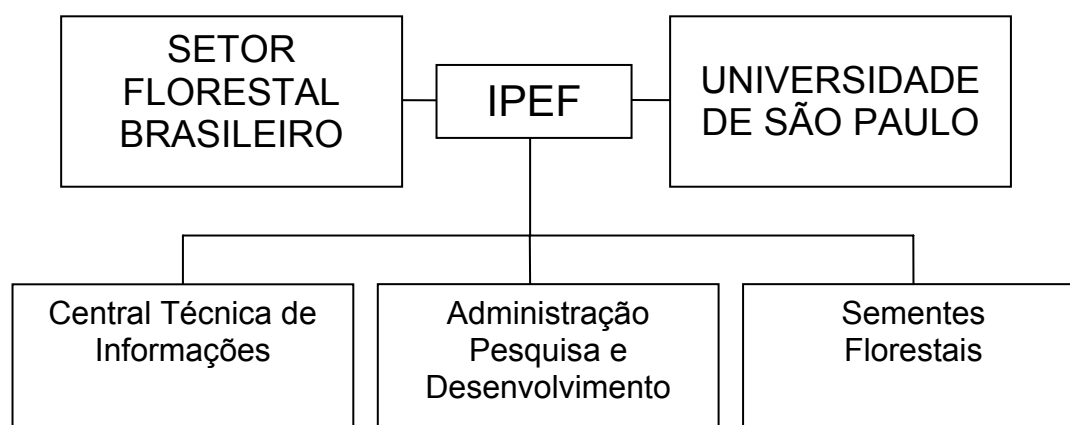 SETOR
FLORESTAL
BRASILEIRO
IPEF
UNIVERSIDADE
DE SÃO PAULO
Central Técnica de
Informações
Administração
Pesquisa e
Desenvolvimento
Sementes
Florestais